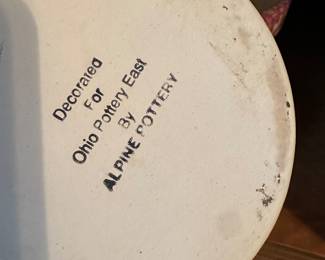 Decorated
For
Ohio Pottery East
By
ALPINE POTTERY